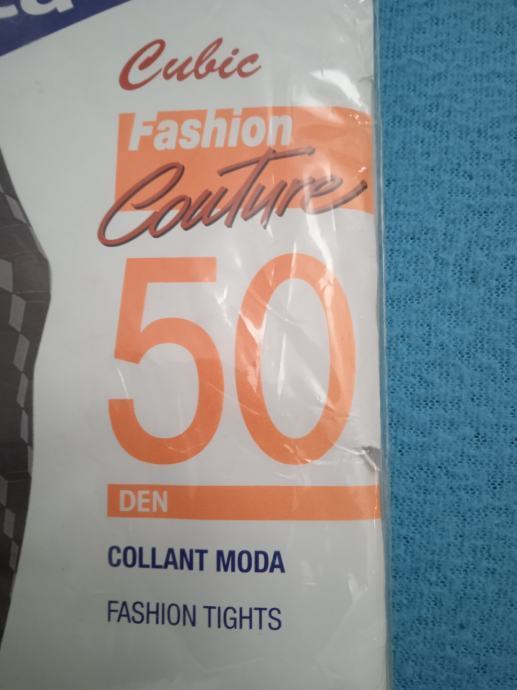 Cubic
Fashion
Couture
50
DEN
COLLANT MODA
FASHION TIGHTS